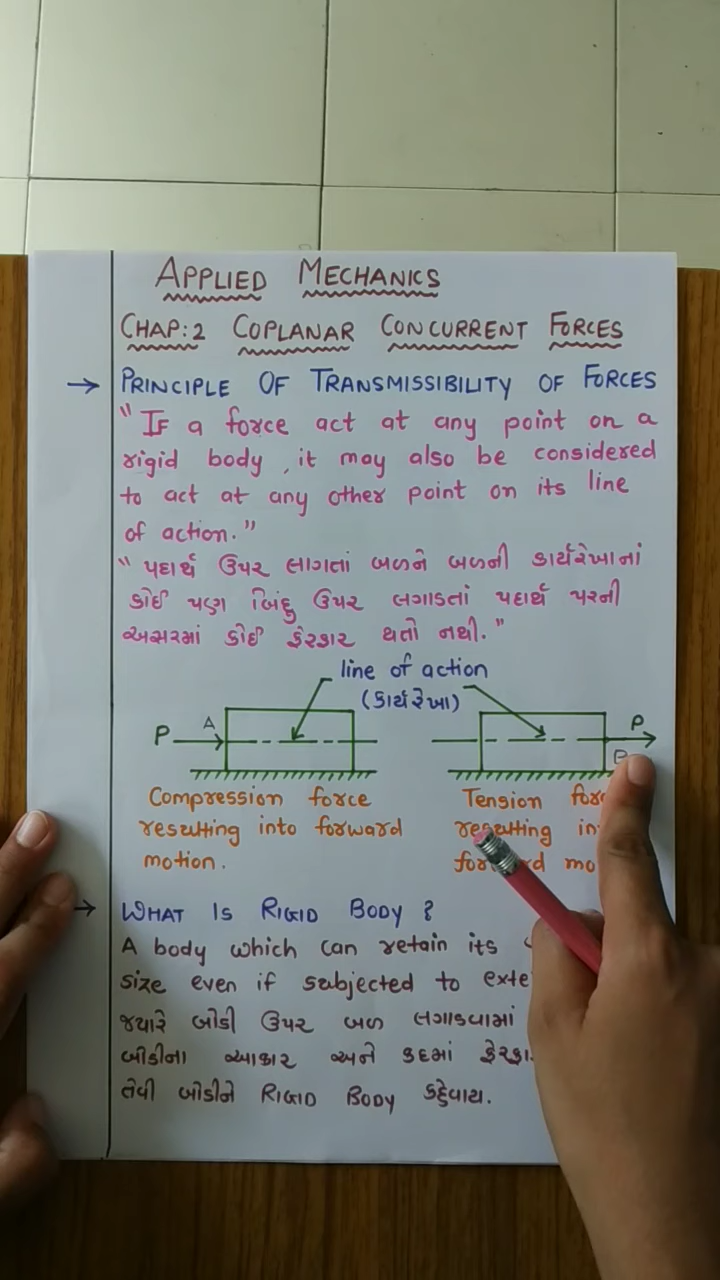 APPLIED MECHANICS
CHAP:2 COPLANAR CONCURRENT FORCES
→ PRINCIPLE OF TRANSMISSIBILITY OF FORCES
"IF a force act at any point on a
rigid body, it may also be considered
to act at any other point on its line
of action."
"પદાર્થ ઉપર લાગતાં બળને બળની કાર્યરેખાનાં
કોઈ પણ બિંદુ ઉપર લગાડતાં પદાર્થ પરની
અસરમાં કોઈ ફેરફાર થતો નથી."
line of action
(કાર્યરેખા)
P A
P
Compression force
resulting into forward
motion.
Tension
resulting
→ WHAT IS RIGID BODY ?
A body which can retain its
size even if subjected to
જયારે બોડી ઉપર બળ લગાડવામાં
બોડીના આકાર અને કદમાં
તેવી બોડીને RIGID BODY કહેવાય.